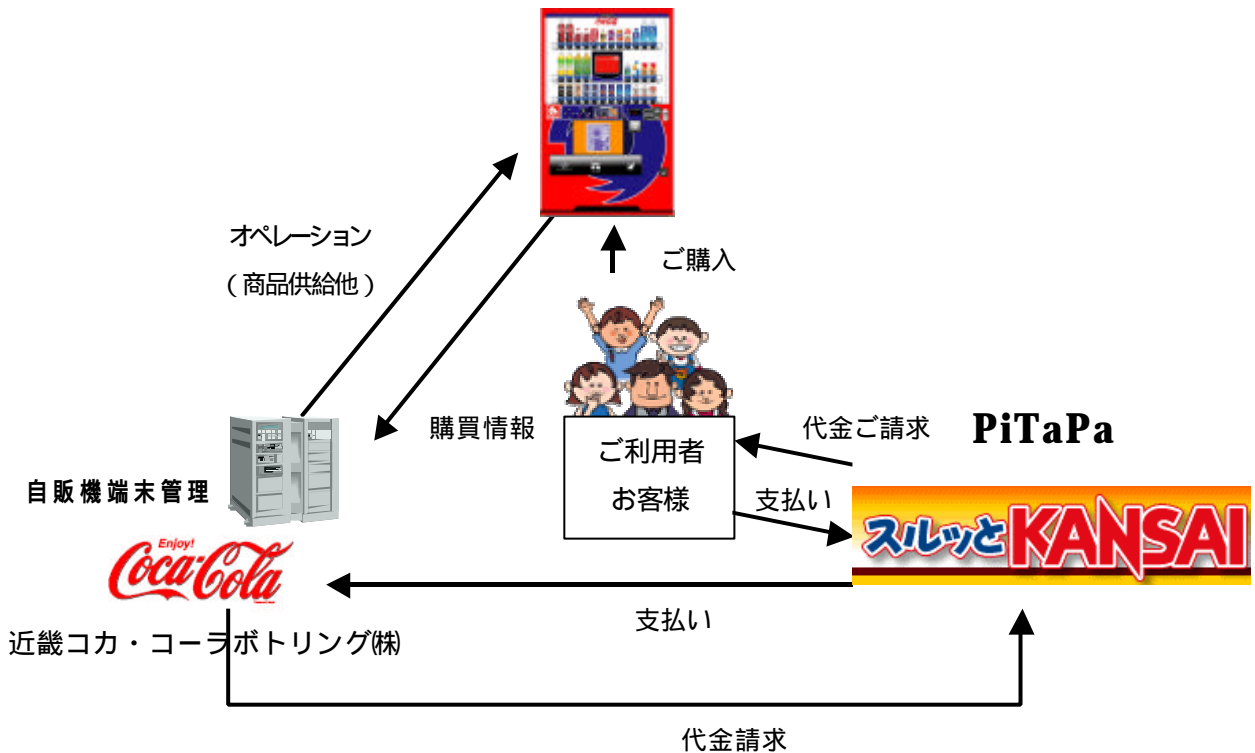 オペレーション
（商品供給他）
ご購入
購買情報
ご利用者
お客様
代金ご請求
PiTaPa
支払い
スルッとKANSAI
自販機端末管理
Enjoy!
Coca-Cola
近畿コカ・コーラボトリング㈱
支払い
代金請求